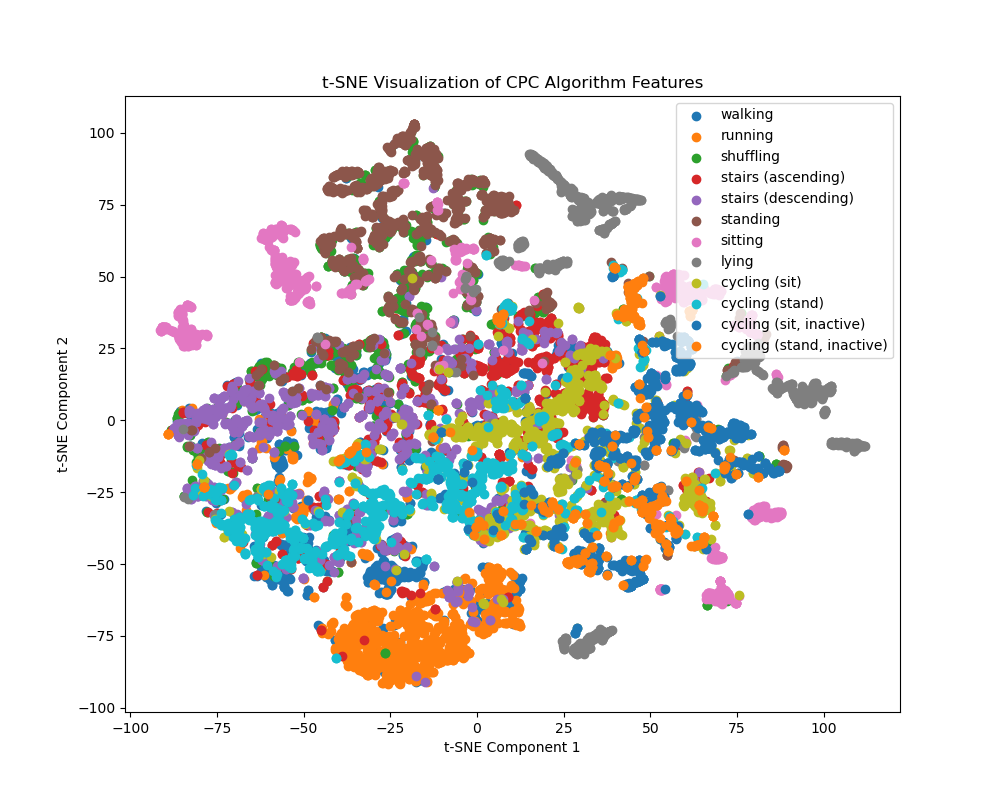 t-SNE Visualization of CPC Algorithm Features
walking
running
shuffling
stairs (ascending)
stairs (descending)
standing
sitting
lying
cycling (sit)
cycling (stand)
cycling (sit, inactive)
cycling (stand, inactive)
t-SNE Component 2
100
75
50
25
0
−25
−50
−75
−100
−100
−75
−50
−25
0
25
50
75
100
t-SNE Component 1